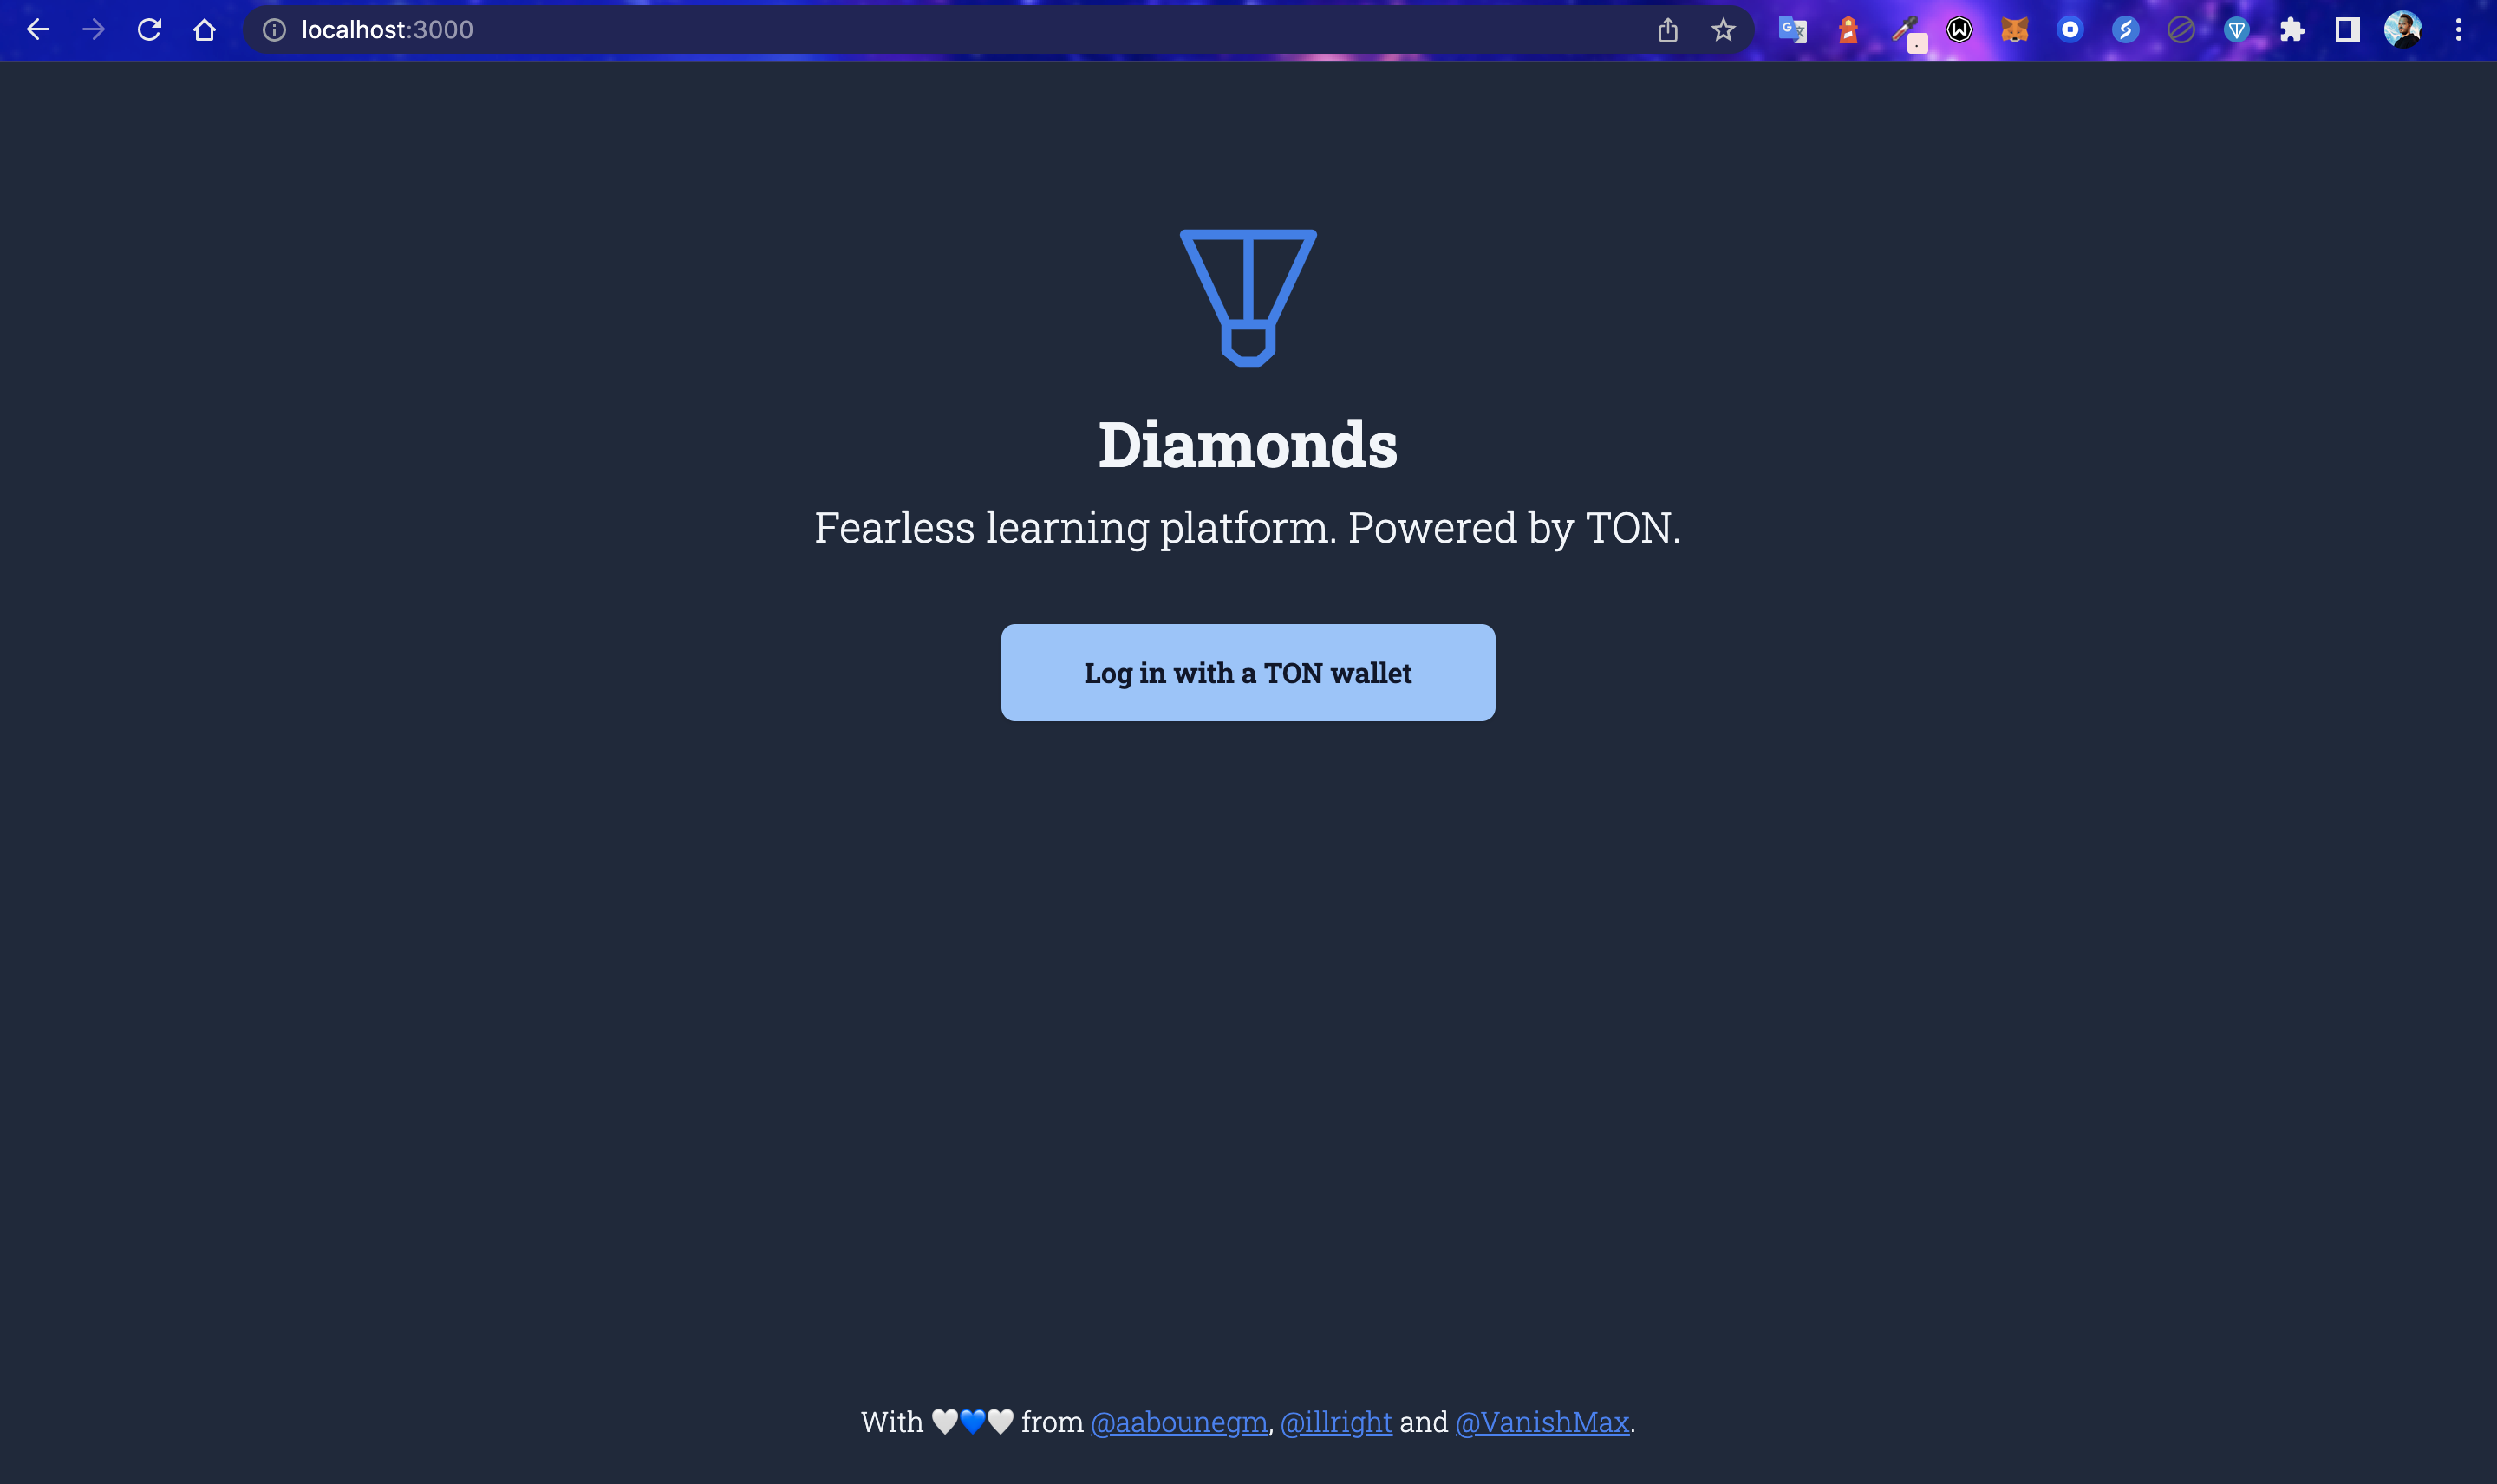 localhost:3000
Diamonds
Fearless learning platform. Powered by TON.
Log in with a TON wallet
With 🤍💙🤍 from @aabounegm, @illright and @VanishMax.